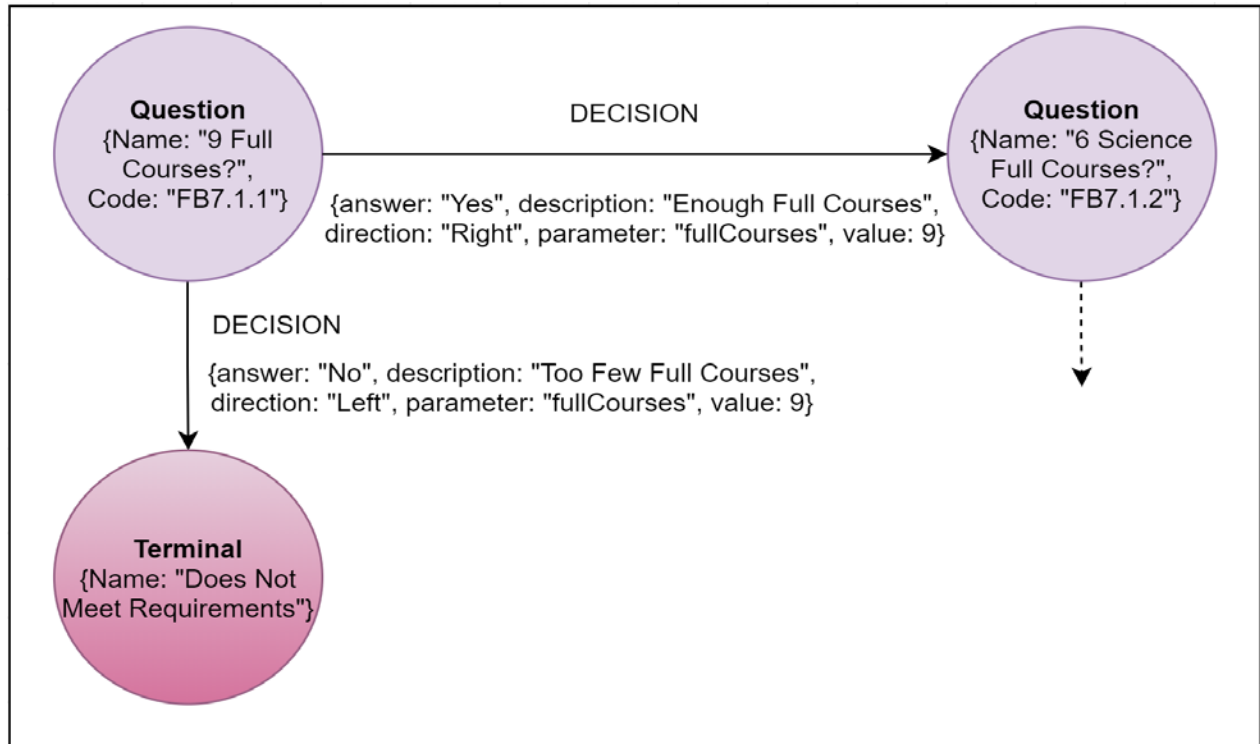 Question
{Name: "9 Full
Courses?",
Code: "FB7.1.1"}
DECISION
{answer: "Yes", description: "Enough Full Courses",
direction: "Right", parameter: "fullCourses", value: 9}
Question
{Name: "6 Science
Full Courses?",
Code: "FB7.1.2"}
DECISION
{answer: "No", description: "Too Few Full Courses",
direction: "Left", parameter: "fullCourses", value: 9}
Terminal
{Name: "Does Not
Meet Requirements"}